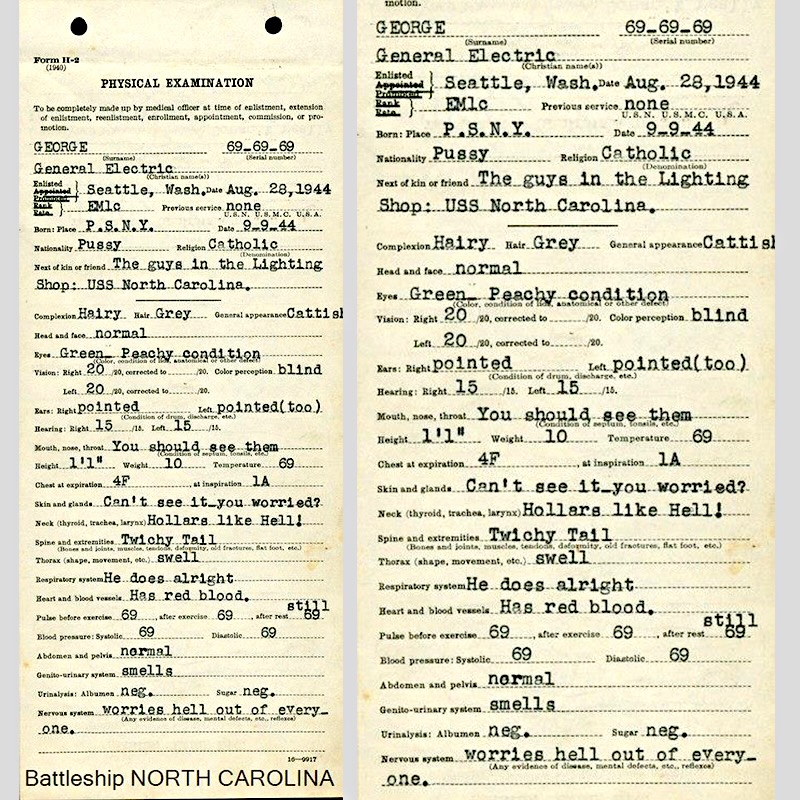 Form H-2
(1940)
PHYSICAL EXAMINATION
To be completely made up by medical officer at time of enlistment, extension
of enlistment, reenlistment, enrollment, appointment, commission, or pro-
motion.
GEORGE 69-69-69
(Surname) (Serial number)
General Electric
(Christian name(s))
Enlisted
Appointed
Promoted
Seattle, Wash. Date Aug. 28,1944
Rank
Rate.
EM1c Previous service none
U.S.N. U.S.M.C. U.S.A.
Born: Place P.S.N.Y. Date 9-9-44
Nationality Pussy Religion Catholic
(Denomination)
Next of kin or friend The guys in the Lighting
Shop: USS North Carolina.
Complexion Hairy Hair Grey General appearance Cattish
Head and face normal
Eyes Green_ Peachy condition
(Color, condition of lids, anatomical or other defect)
Vision: Right 20 /20, corrected to /20. Color perception blind
Left 20 /20, corrected to /20.
Ears: Right pointed Left pointed(too)
(Condition of drum, discharge, etc.)
Hearing: Right 15 /15. Left 15 /15.
Mouth, nose, throat You should see them
(Condition of septum, tonsils, etc.)
Height 1'1" Weight 10 Temperature 69
Chest at expiration 4F at inspiration 1A
Skin and glands Can't see it_you worried?
Neck (thyroid, trachea, larynx) Hollars like Hell!
Spine and extremities Twichy Tail
(Bones and joints, muscles, tendons, deformity, old fractures, flat foot, etc.)
Thorax (shape, movement, etc.) swell
Respiratory system He does alright
Heart and blood vessels Has red blood.
still
Pulse before exercise 69, after exercise 69, after rest 69
Blood pressure: Systolic 69 Diastolic 69
Abdomen and pelvis normal
Genito-urinary system smells
Urinalysis: Albumen neg. Sugar neg.
Nervous system worries hell out of every_
(Any evidence of disease, mental defects, etc., reflexes)
one.
16—9917
Battleship NORTH CAROLINA
motion.
GEORGE 69-69-69
(Surname) (Serial number)
General Electric
(Christian name(s))
Enlisted
Appointed
Promoted
Seattle, Wash. Date Aug. 28,1944
Rank
Rate.
EM1c Previous service none
U.S.N. U.S.M.C. U.S.A.
Born: Place P.S.N.Y. Date 9-9-44
Nationality Pussy Religion Catholic
(Denomination)
Next of kin or friend The guys in the Lighting
Shop: USS North Carolina.
Complexion Hairy Hair Grey General appearance Cattish
Head and face normal
Eyes Green_ Peachy condition
(Color, condition of lids, anatomical or other defect)
Vision: Right 20 /20, corrected to /20. Color perception blind
Left 20 /20, corrected to /20.
Ears: Right pointed Left pointed(too)
(Condition of drum, discharge, etc.)
Hearing: Right 15 /15. Left 15 /15.
Mouth, nose, throat You should see them
(Condition of septum, tonsils, etc.)
Height 1'1" Weight 10 Temperature 69
Chest at expiration 4F at inspiration 1A
Skin and glands Can't see it_you worried?
Neck (thyroid, trachea, larynx) Hollars like Hell!
Spine and extremities Twichy Tail
(Bones and joints, muscles, tendons, deformity, old fractures, flat foot, etc.)
Thorax (shape, movement, etc.) swell
Respiratory system He does alright
Heart and blood vessels Has red blood.
still
Pulse before exercise 69, after exercise 69, after rest 69
Blood pressure: Systolic 69 Diastolic 69
Abdomen and pelvis normal
Genito-urinary system smells
Urinalysis: Albumen neg. Sugar neg.
Nervous system worries hell out of every_
(Any evidence of disease, mental defects, etc., reflexes)
one.